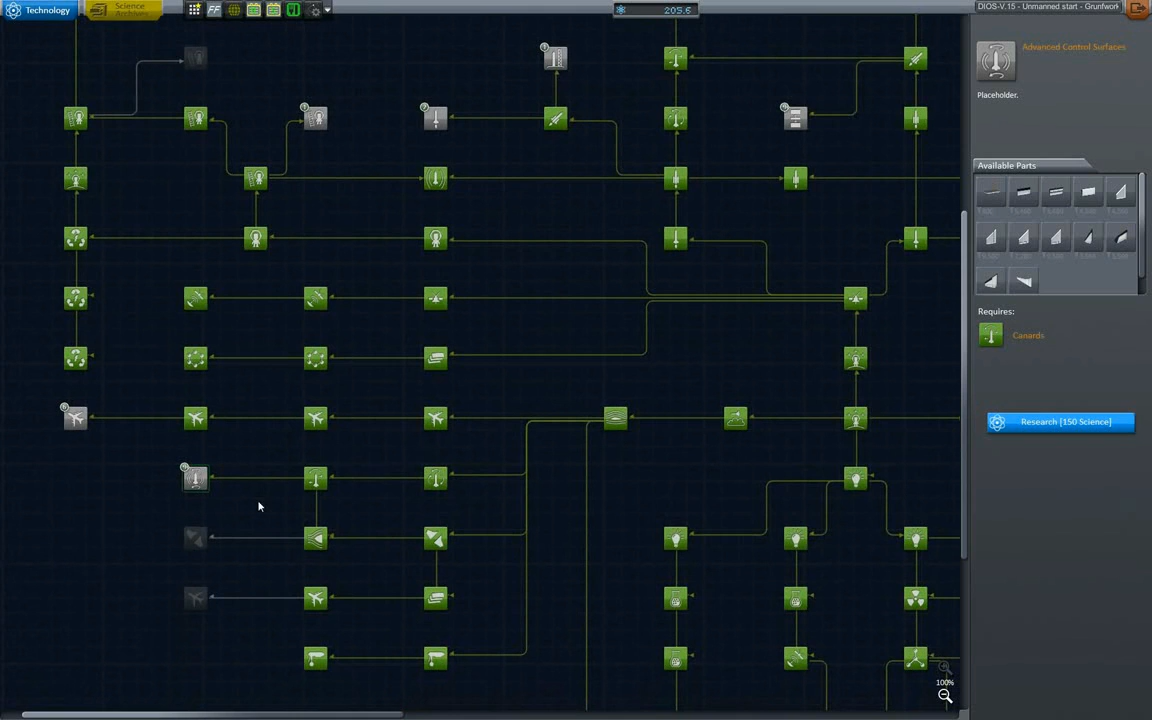 Technology
Science Archives
FF
205.6
DIOS-V.15 - Unmanned start - Grunfwork
Advanced Control Surfaces
Placeholder.
Available Parts
Requires:
Canards
Research [150 Science]
100%